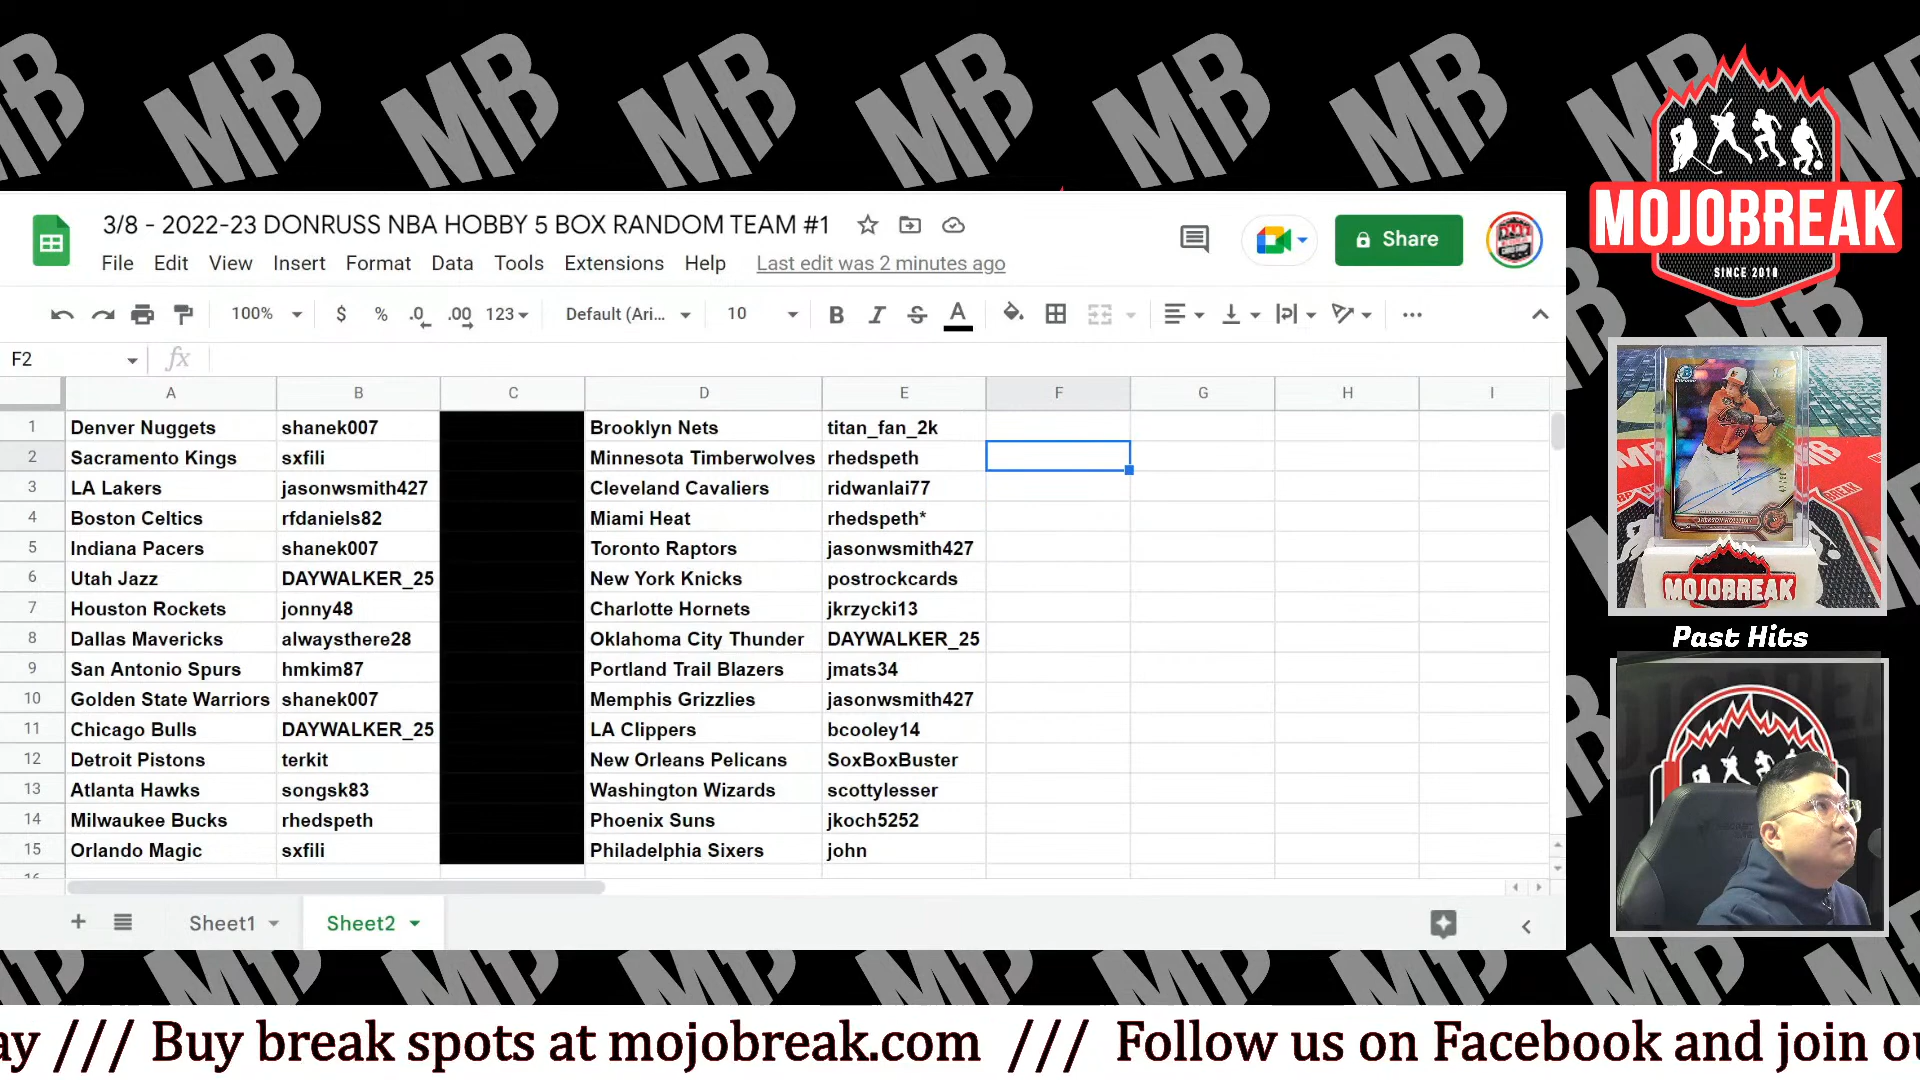 3/8 - 2022-23 DONRUSS NBA HOBBY 5 BOX RANDOM TEAM #1
File Edit View Insert Format Data Tools Extensions Help Last edit was 2 minutes ago
Share
100% $ % .0 .00 123 Default (Ari... 10 B I S A ...
F2 fx
A B C D E F G H I
1 Denver Nuggets shanek007 Brooklyn Nets titan_fan_2k
2 Sacramento Kings sxfili Minnesota Timberwolves rhedspeth
3 LA Lakers jasonwsmith427 Cleveland Cavaliers ridwanlai77
4 Boston Celtics rfdaniels82 Miami Heat rhedspeth*
5 Indiana Pacers shanek007 Toronto Raptors jasonwsmith427
6 Utah Jazz DAYWALKER_25 New York Knicks postrockcards
7 Houston Rockets jonny48 Charlotte Hornets jkrzycki13
8 Dallas Mavericks alwaysthere28 Oklahoma City Thunder DAYWALKER_25
9 San Antonio Spurs hmkim87 Portland Trail Blazers jmats34
10 Golden State Warriors shanek007 Memphis Grizzlies jasonwsmith427
11 Chicago Bulls DAYWALKER_25 LA Clippers bcooley14
12 Detroit Pistons terkit New Orleans Pelicans SoxBoxBuster
13 Atlanta Hawks songsk83 Washington Wizards scottylesser
14 Milwaukee Bucks rhedspeth Phoenix Suns jkoch5252
15 Orlando Magic sxfili Philadelphia Sixers john
Sheet1 Sheet2
MOJOBREAK
SINCE 2018
JACKSON HOLLIDAY
MOJOBREAK
Past Hits
ay /// Buy break spots at mojobreak.com /// Follow us on Facebook and join ou